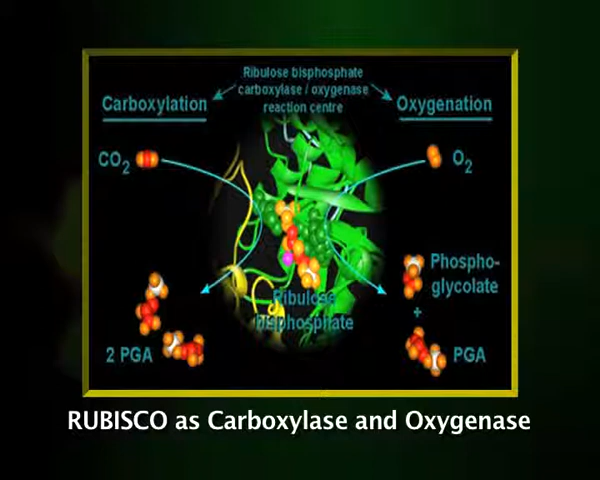 Ribulose bisphosphate
carboxylase / oxygenase
reaction centre
Carboxylation
Oxygenation
CO2
O2
Ribulose
bisphosphate
2 PGA
Phospho-
glycolate
+
PGA
RUBISCO as Carboxylase and Oxygenase